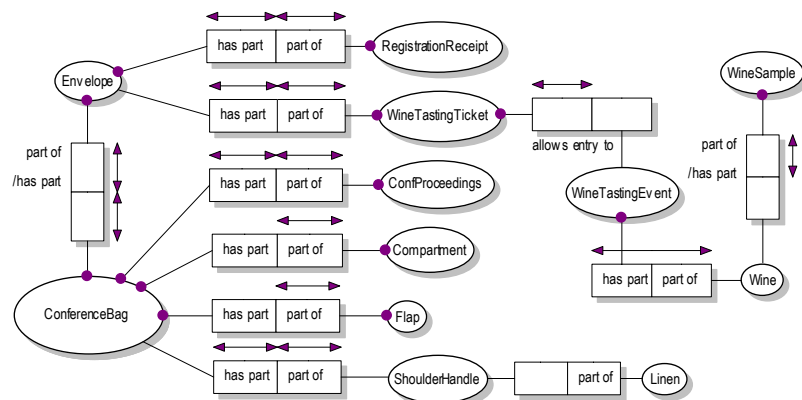 has part part of RegistrationReceipt
Envelope
WineSample
has part part of WineTastingTicket
allows entry to
part of
/has part
part of
/has part
has part part of ConfProceedings
WineTastingEvent
has part part of Compartment
has part part of Wine
ConferenceBag
has part part of Flap
has part part of ShoulderHandle
part of Linen